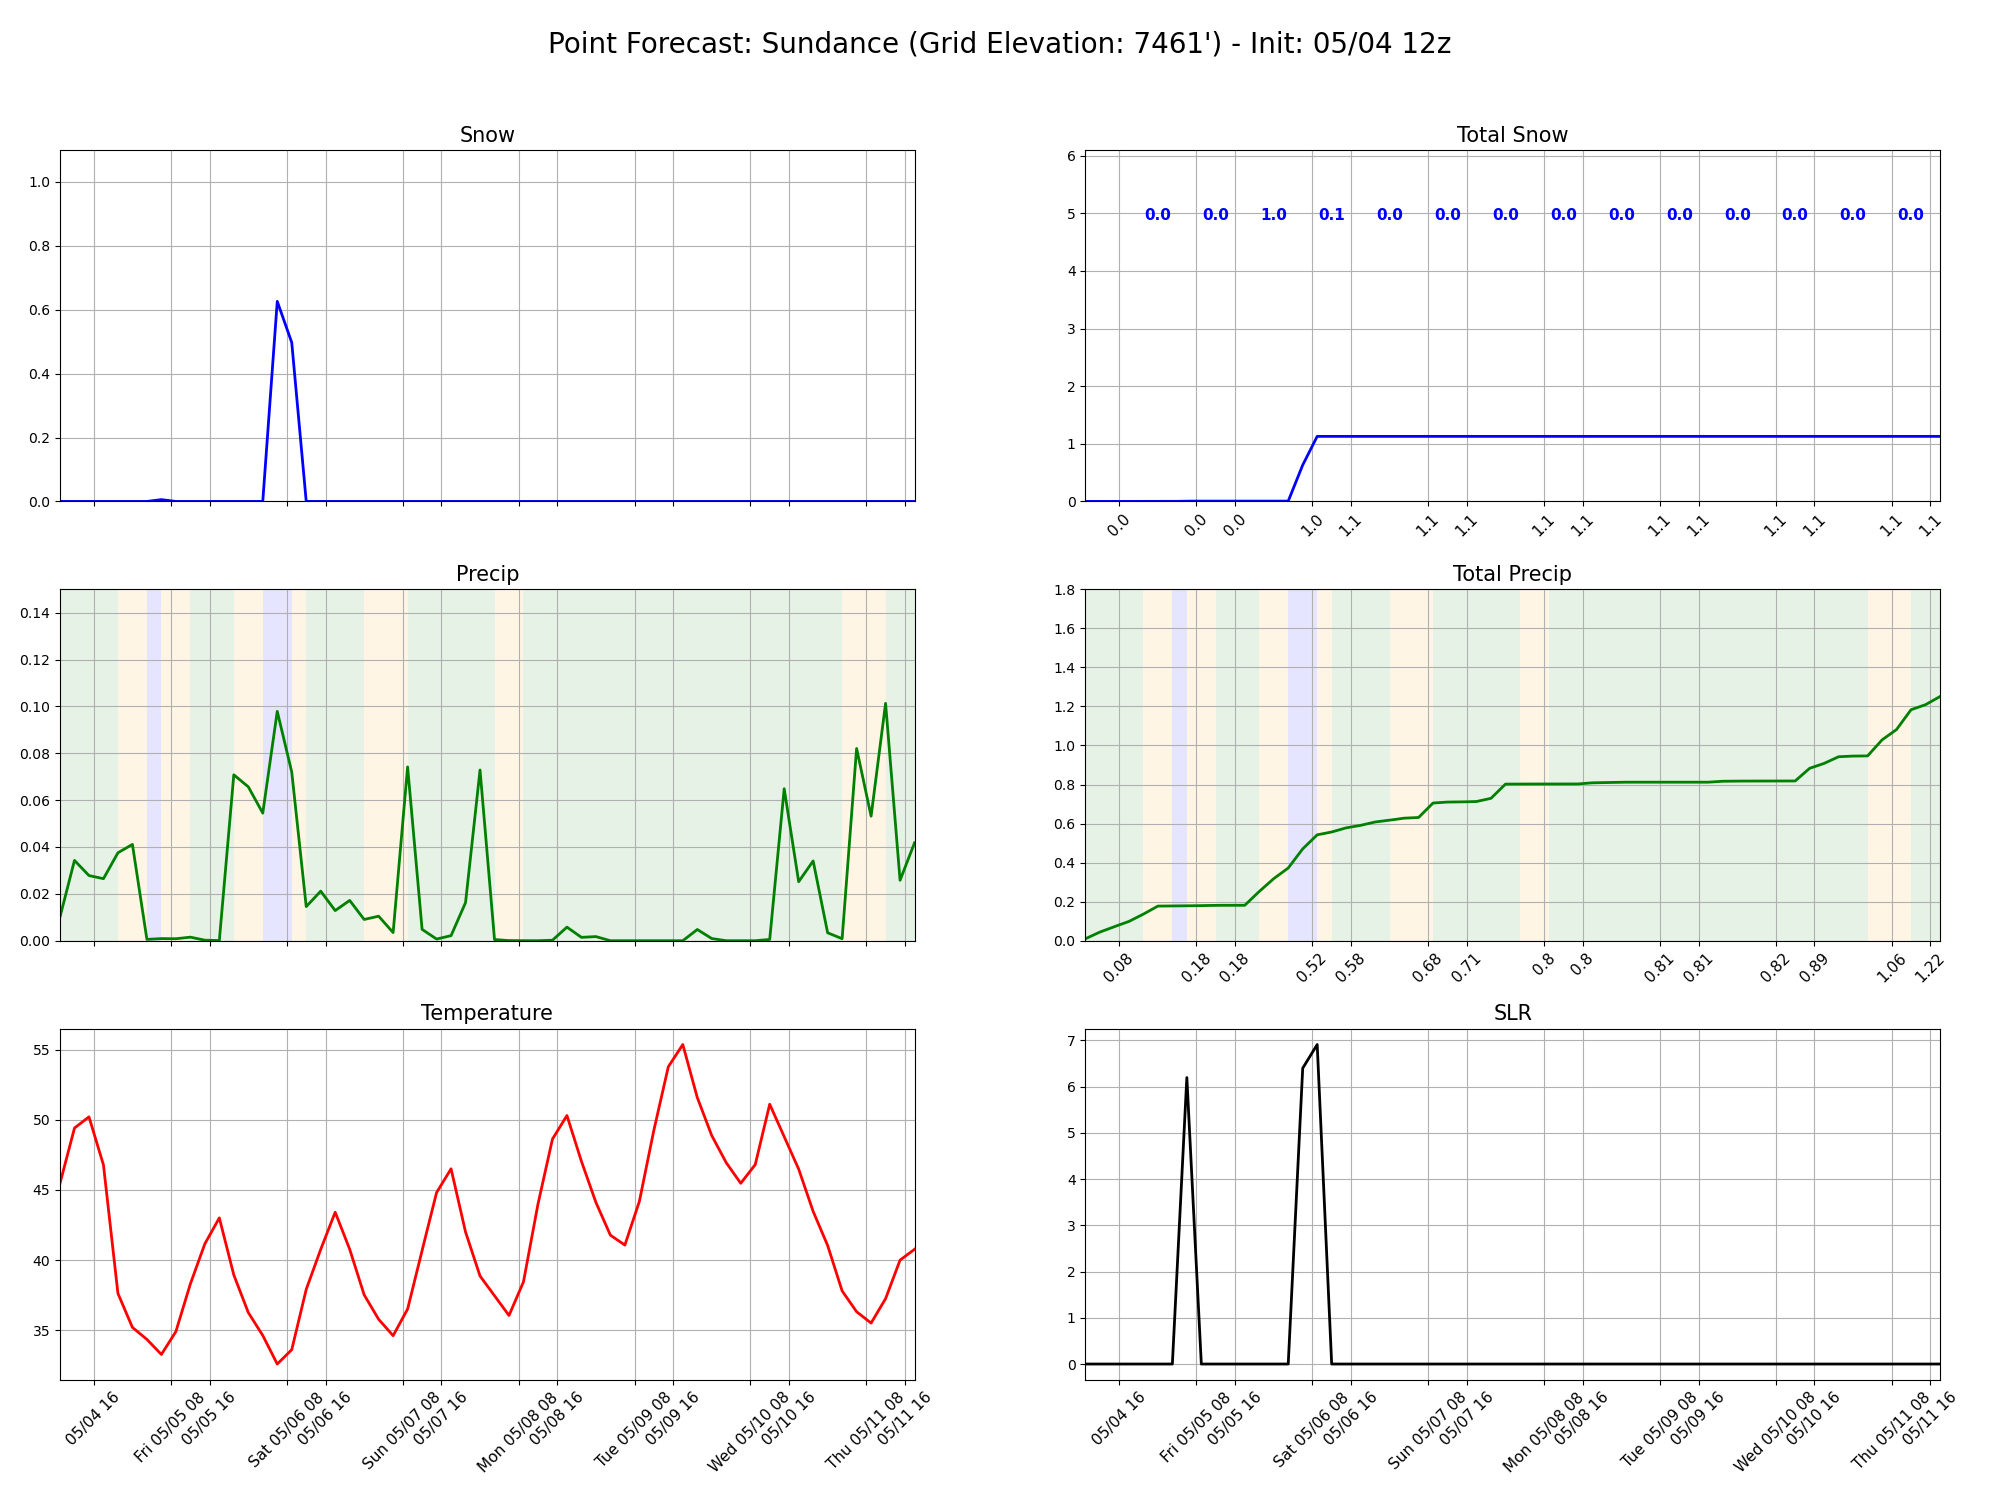 Point Forecast: Sundance (Grid Elevation: 7461') - Init: 05/04 12z
Snow
1.0
0.8
0.6
0.4
0.2
0.0
Total Snow
6
5
4
3
2
1
0
0.0 0.0 1.0 0.1 0.0 0.0 0.0 0.0 0.0 0.0 0.0 0.0 0.0 0.0
0.0 0.0 0.0 1.0 1.1 1.1 1.1 1.1 1.1 1.1 1.1 1.1 1.1 1.1 1.1
Precip
0.14
0.12
0.10
0.08
0.06
0.04
0.02
0.00
Total Precip
1.8
1.6
1.4
1.2
1.0
0.8
0.6
0.4
0.2
0.0
0.08 0.18 0.18 0.52 0.58 0.68 0.71 0.8 0.8 0.81 0.81 0.82 0.89 1.06 1.22
Temperature
55
50
45
40
35
05/04 16
Fri 05/05 08
05/05 16
Sat 05/06 08
05/06 16
Sun 05/07 08
05/07 16
Mon 05/08 08
05/08 16
Tue 05/09 08
05/09 16
Wed 05/10 08
05/10 16
Thu 05/11 08
05/11 16
SLR
7
6
5
4
3
2
1
0
05/04 16
Fri 05/05 08
05/05 16
Sat 05/06 08
05/06 16
Sun 05/07 08
05/07 16
Mon 05/08 08
05/08 16
Tue 05/09 08
05/09 16
Wed 05/10 08
05/10 16
Thu 05/11 08
05/11 16